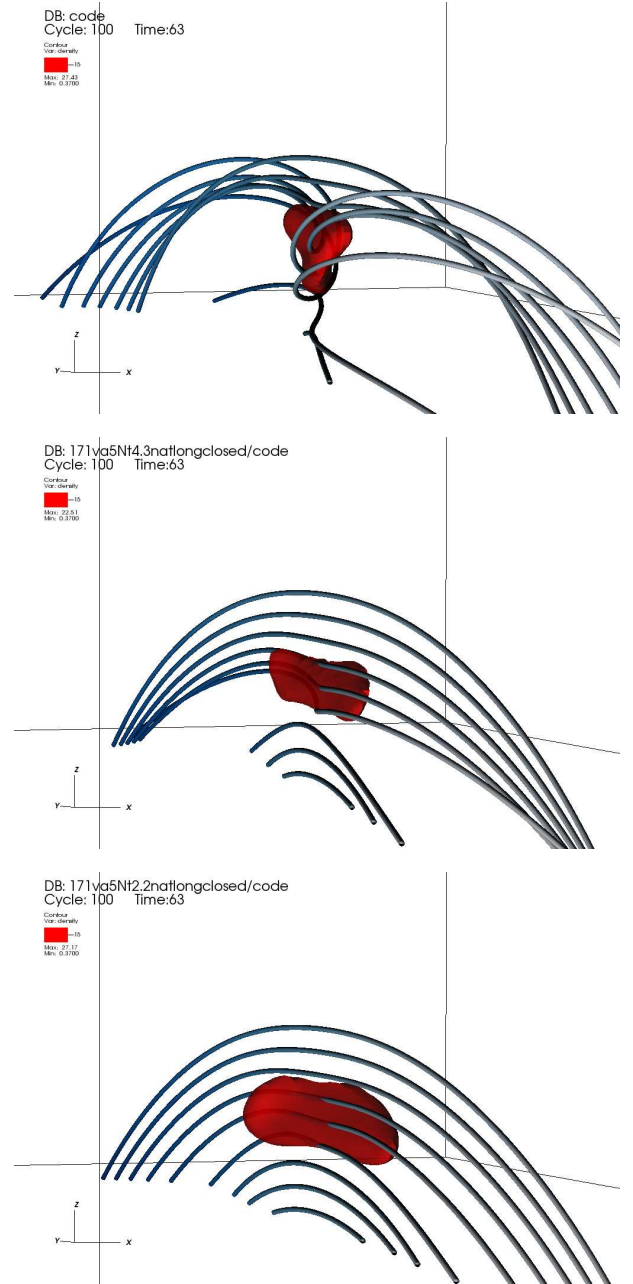 DB: code
Cycle: 100 Time:63
Contour
Var: density
15
Max: 27.43
Min: 0.3700
Z
Y X
DB: 171va5Nt4.3natlongclosed/code
Cycle: 100 Time:63
Contour
Var: density
15
Max: 22.51
Min: 0.3700
Z
Y X
DB: 171va5Nt2.2natlongclosed/code
Cycle: 100 Time:63
Contour
Var: density
15
Max: 27.17
Min: 0.3700
Z
Y X